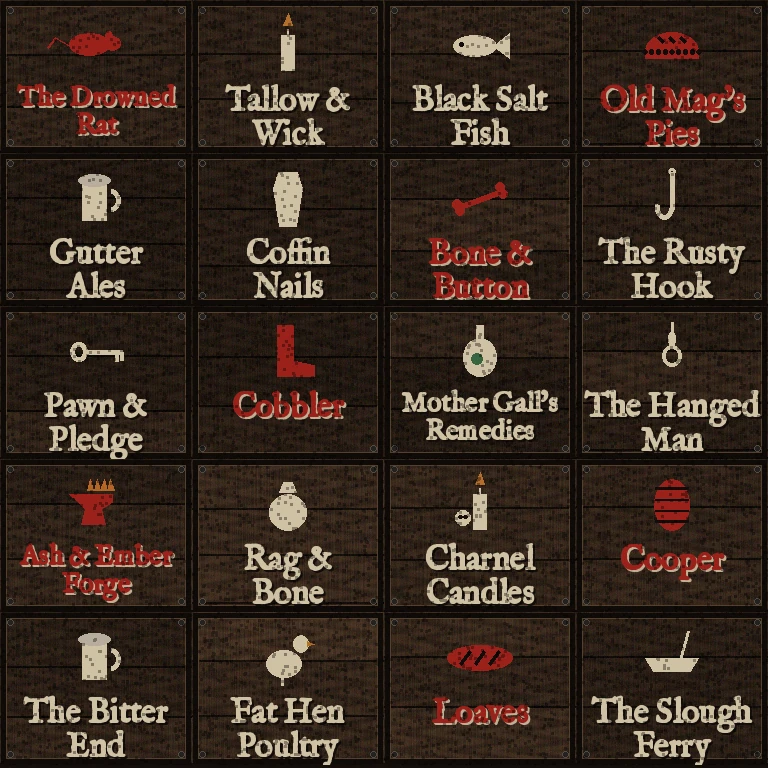 The Drowned
Rat
Tallow &
Wick
Black Salt
Fish
Old Mag's
Pies
Gutter
Ales
Coffin
Nails
Bone &
Button
The Rusty
Hook
Pawn &
Pledge
Cobbler
Mother Gall's
Remedies
The Hanged
Man
Ash & Ember
Forge
Rag &
Bone
Charnel
Candles
Cooper
The Bitter
End
Fat Hen
Poultry
Loaves
The Slough
Ferry